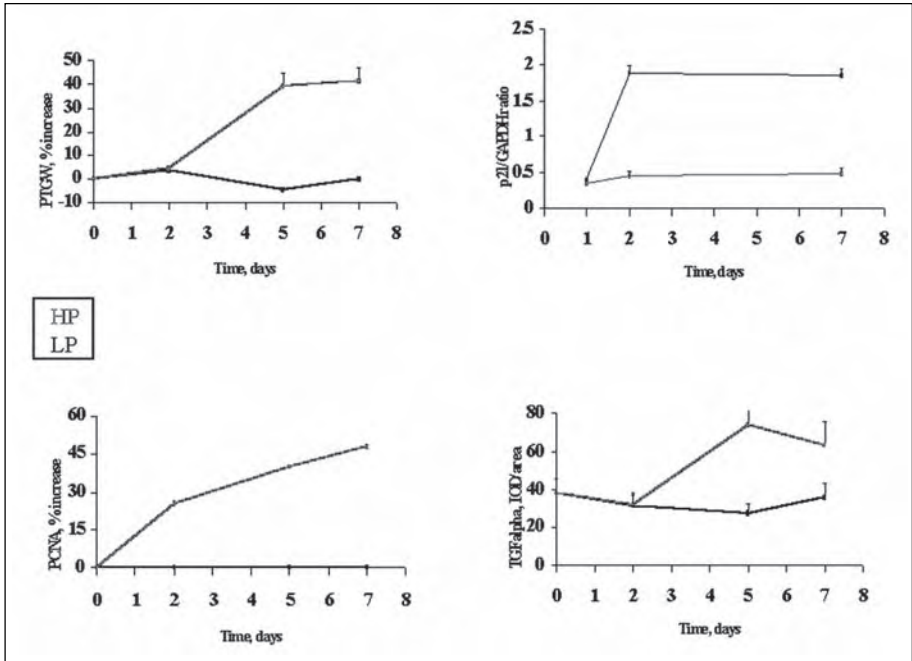 PTGW, % increase
50
40
30
20
10
0
-10
0 1 2 3 4 5 6 7 8
Time, days
p21/GAPDH ratio
2.5
2
1.5
1
0.5
0
0 1 2 3 4 5 6 7 8
Time, days
HP
LP
PCNA, % increase
60
45
30
15
0
0 1 2 3 4 5 6 7 8
Time, days
TGFalpha, IOD/area
80
60
40
20
0
0 1 2 3 4 5 6 7 8
Time, days